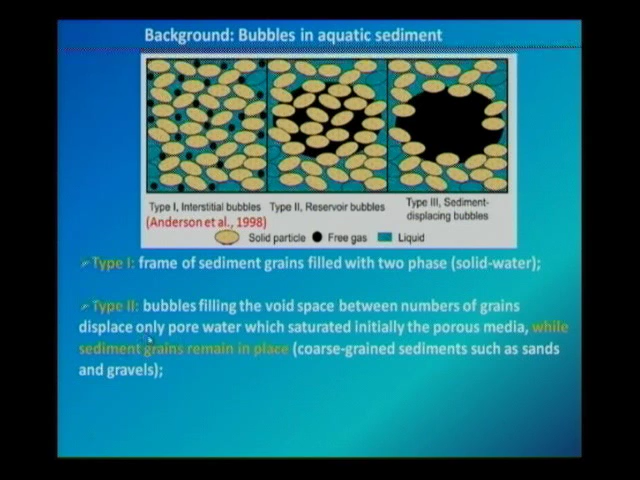 Background: Bubbles in aquatic sediment
Type I, Interstitial bubbles Type II, Reservoir bubbles Type III, Sediment-
displacing bubbles
(Anderson et al., 1998)
Solid particle Free gas Liquid
Type I: frame of sediment grains filled with two phase (solid-water);
Type II: bubbles filling the void space between numbers of grains
displace only pore water which saturated initially the porous media, while
sediment grains remain in place (coarse-grained sediments such as sands
and gravels);